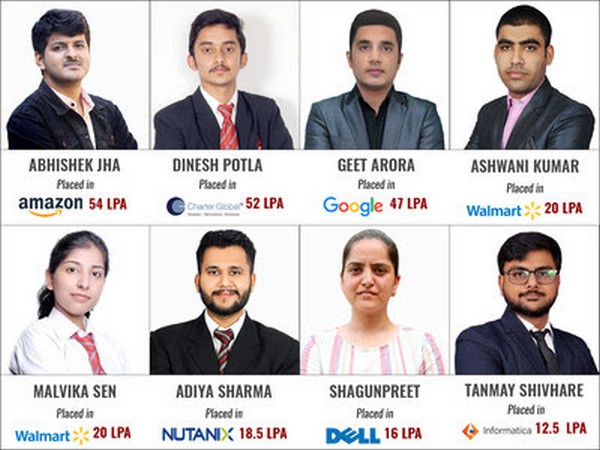 ABHISHEK JHA
Placed in
amazon 54 LPA
DINESH POTLA
Placed in
Charter Global 52 LPA
GEET ARORA
Placed in
Google 47 LPA
ASHWANI KUMAR
Placed in
Walmart 20 LPA
MALVIKA SEN
Placed in
Walmart 20 LPA
ADIYA SHARMA
Placed in
NUTANIX 18.5 LPA
SHAGUNPREET
Placed in
DELL 16 LPA
TANMAY SHIVHARE
Placed in
Informatica 12.5 LPA